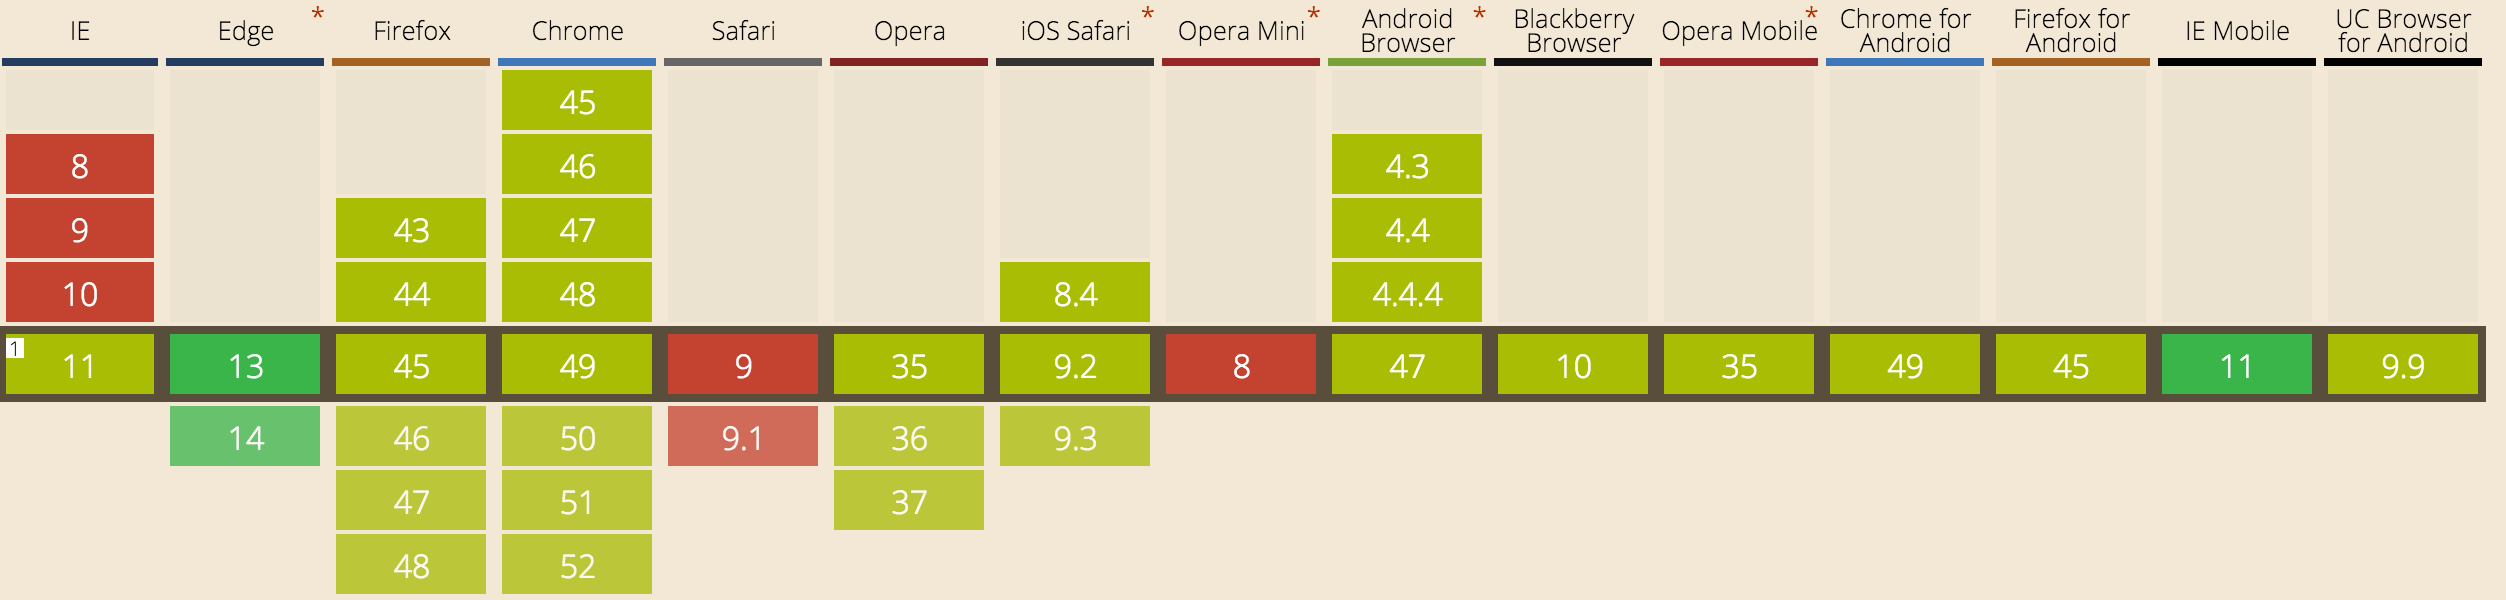 IE Edge * Firefox Chrome Safari Opera iOS Safari * Opera Mini * Android Browser * Blackberry Browser Opera Mobile * Chrome for Android Firefox for Android IE Mobile UC Browser for Android
45
8 46 4.3
9 43 47 4.4
10 44 48 8.4 4.4.4
1 11 13 45 49 9 35 9.2 8 47 10 35 49 45 11 9.9
14 46 50 9.1 36 9.3
47 51 37
48 52